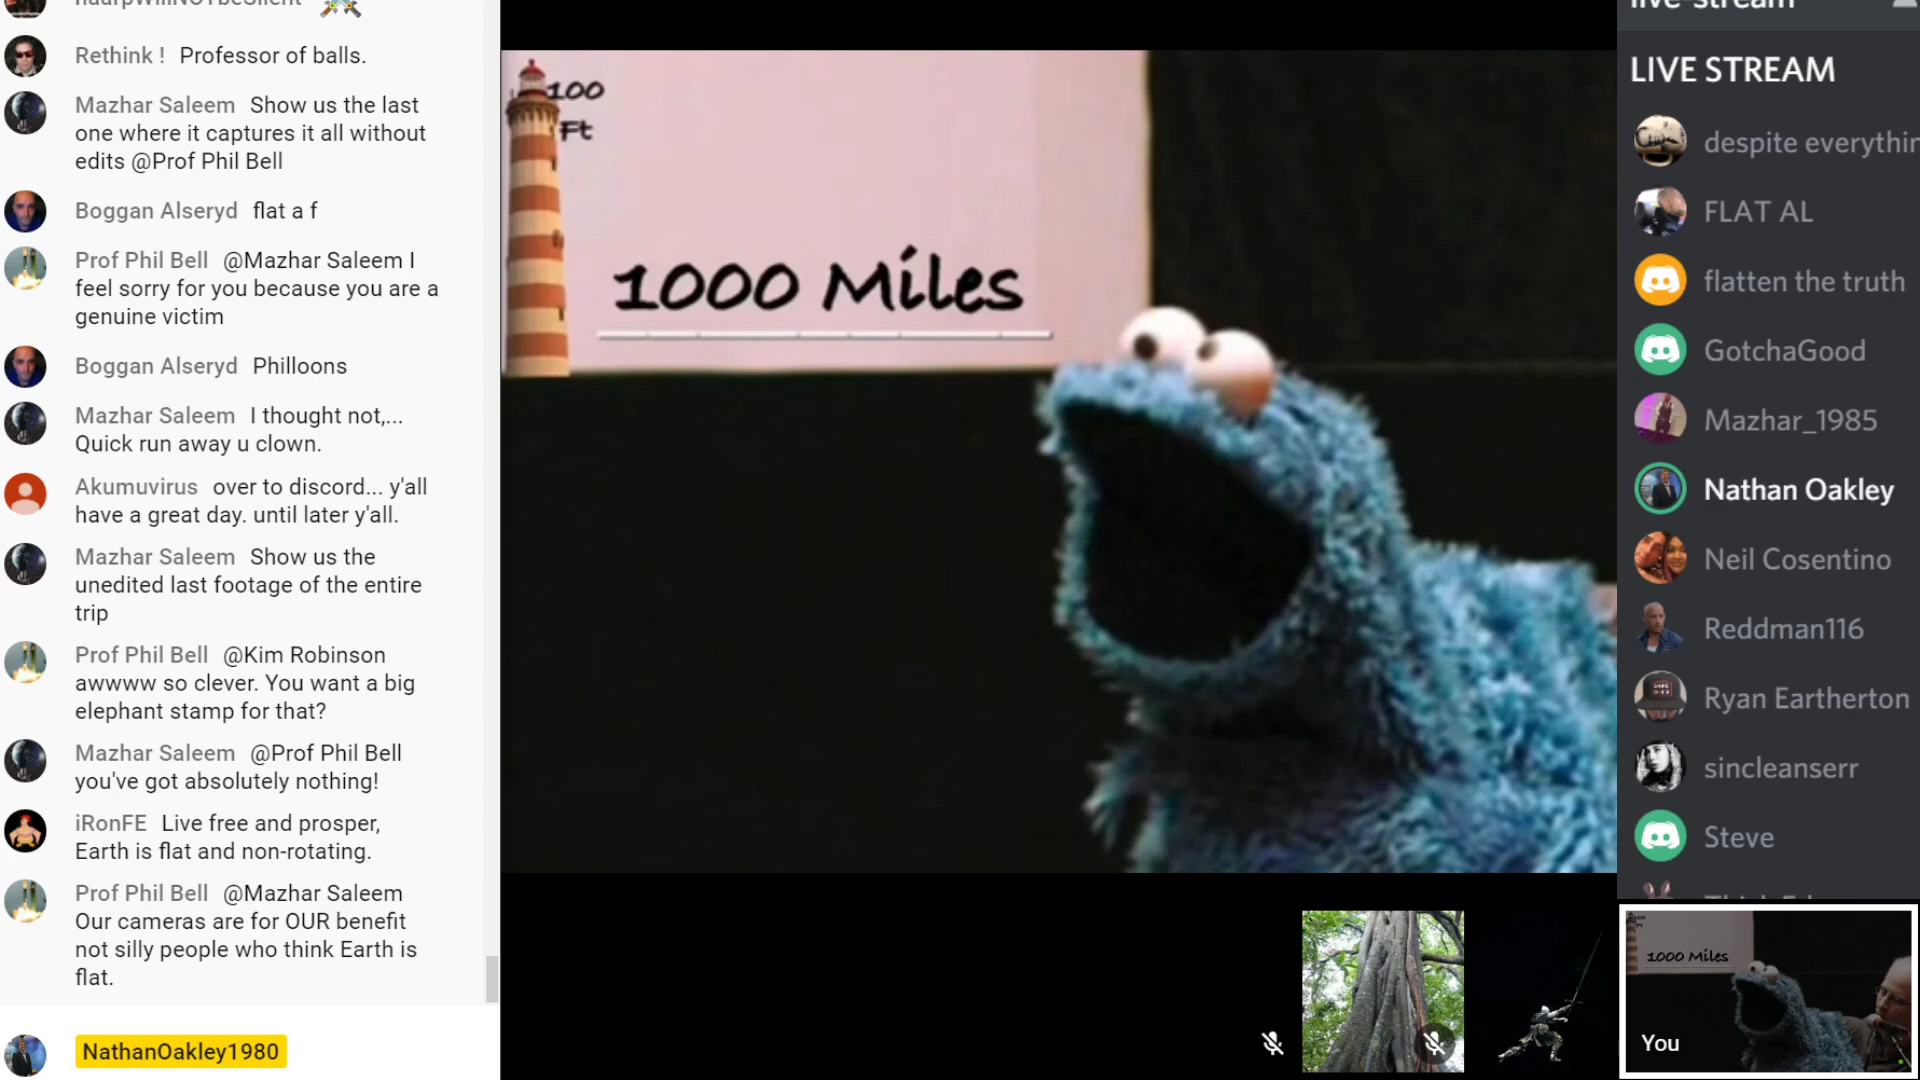 Rethink ! Professor of balls.
Mazhar Saleem Show us the last
one where it captures it all without
edits @Prof Phil Bell
Boggan Alseryd flat a f
Prof Phil Bell @Mazhar Saleem I
feel sorry for you because you are a
genuine victim
Boggan Alseryd Philloons
Mazhar Saleem I thought not,...
Quick run away u clown.
Akumuvirus over to discord... y'all
have a great day. until later y'all.
Mazhar Saleem Show us the
unedited last footage of the entire
trip
Prof Phil Bell @Kim Robinson
awwww so clever. You want a big
elephant stamp for that?
Mazhar Saleem @Prof Phil Bell
you've got absolutely nothing!
iRonFE Live free and prosper,
Earth is flat and non-rotating.
Prof Phil Bell @Mazhar Saleem
Our cameras are for OUR benefit
not silly people who think Earth is
flat.
NathanOakley1980
100
Ft
1000 Miles
live-stream
LIVE STREAM
despite everythin
FLAT AL
flatten the truth
GotchaGood
Mazhar_1985
Nathan Oakley
Neil Cosentino
Reddman116
Ryan Eartherton
sincleanserr
Steve
1000 Miles
You